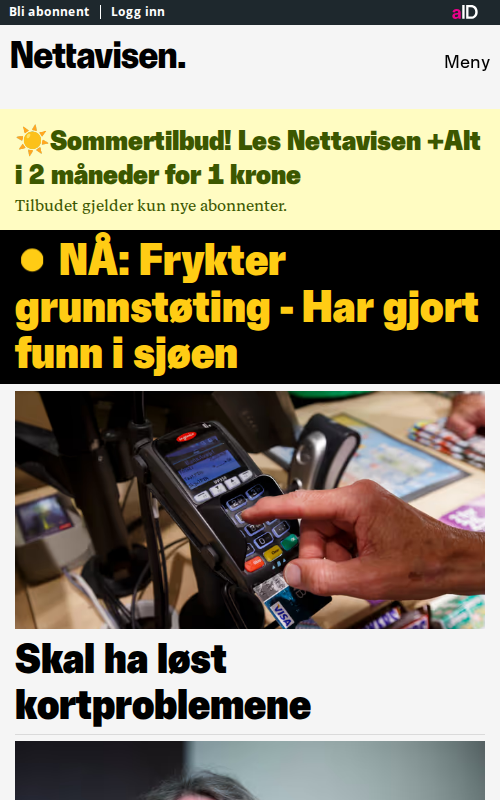 Bli abonnent
Logg inn
aID
Nettavisen.
Meny
Sommertilbud! Les Nettavisen +Alt
i 2 måneder for 1 krone
Tilbudet gjelder kun nye abonnenter.
NÅ: Frykter
grunnstøting - Har gjort
funn i sjøen
VISA
Skal ha løst
kortproblemene